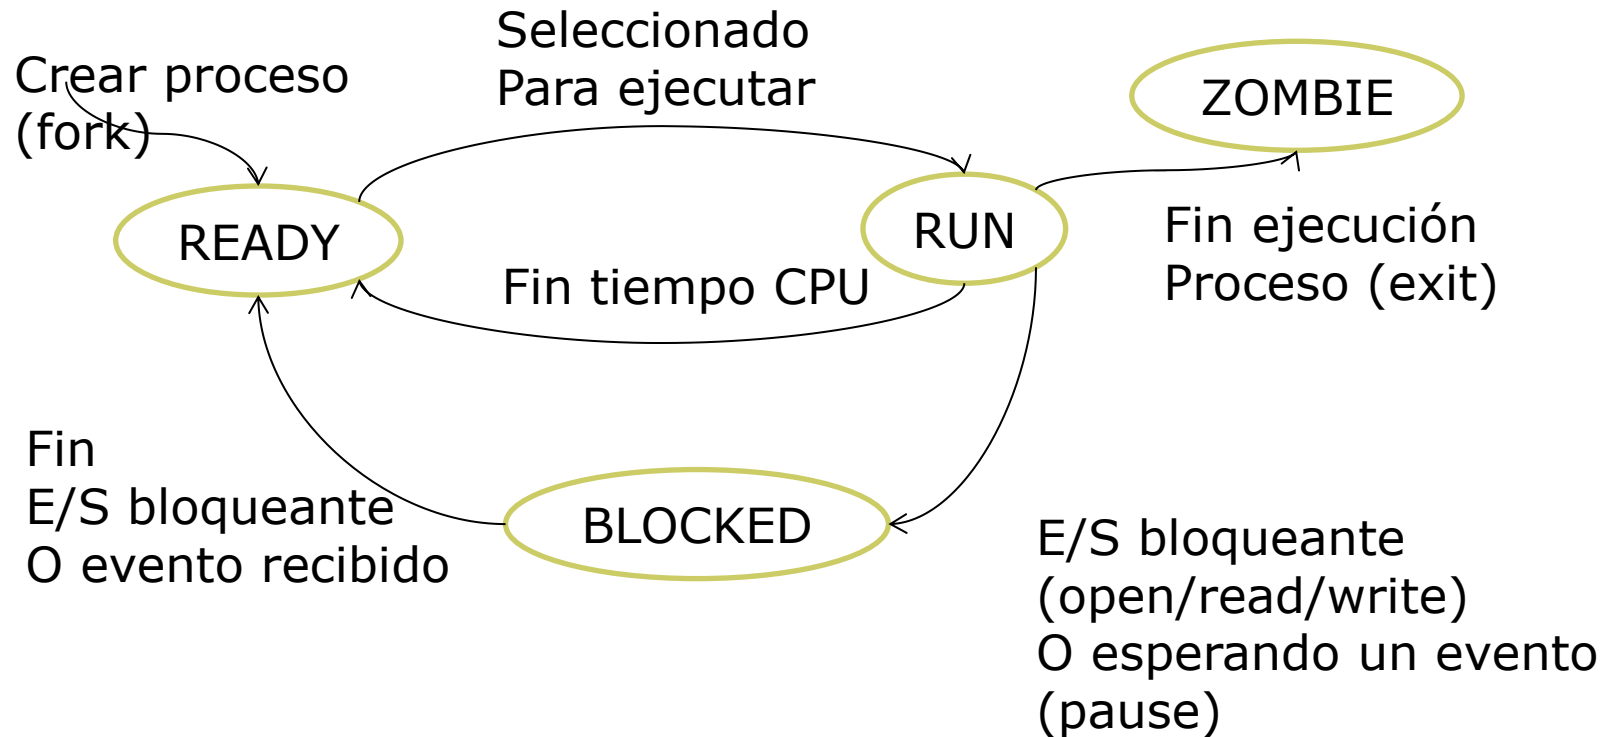 Seleccionado
Para ejecutar
Crear proceso
(fork)
ZOMBIE
READY
RUN
Fin ejecución
Proceso (exit)
Fin tiempo CPU
Fin
E/S bloqueante
O evento recibido
BLOCKED
E/S bloqueante
(open/read/write)
O esperando un evento
(pause)